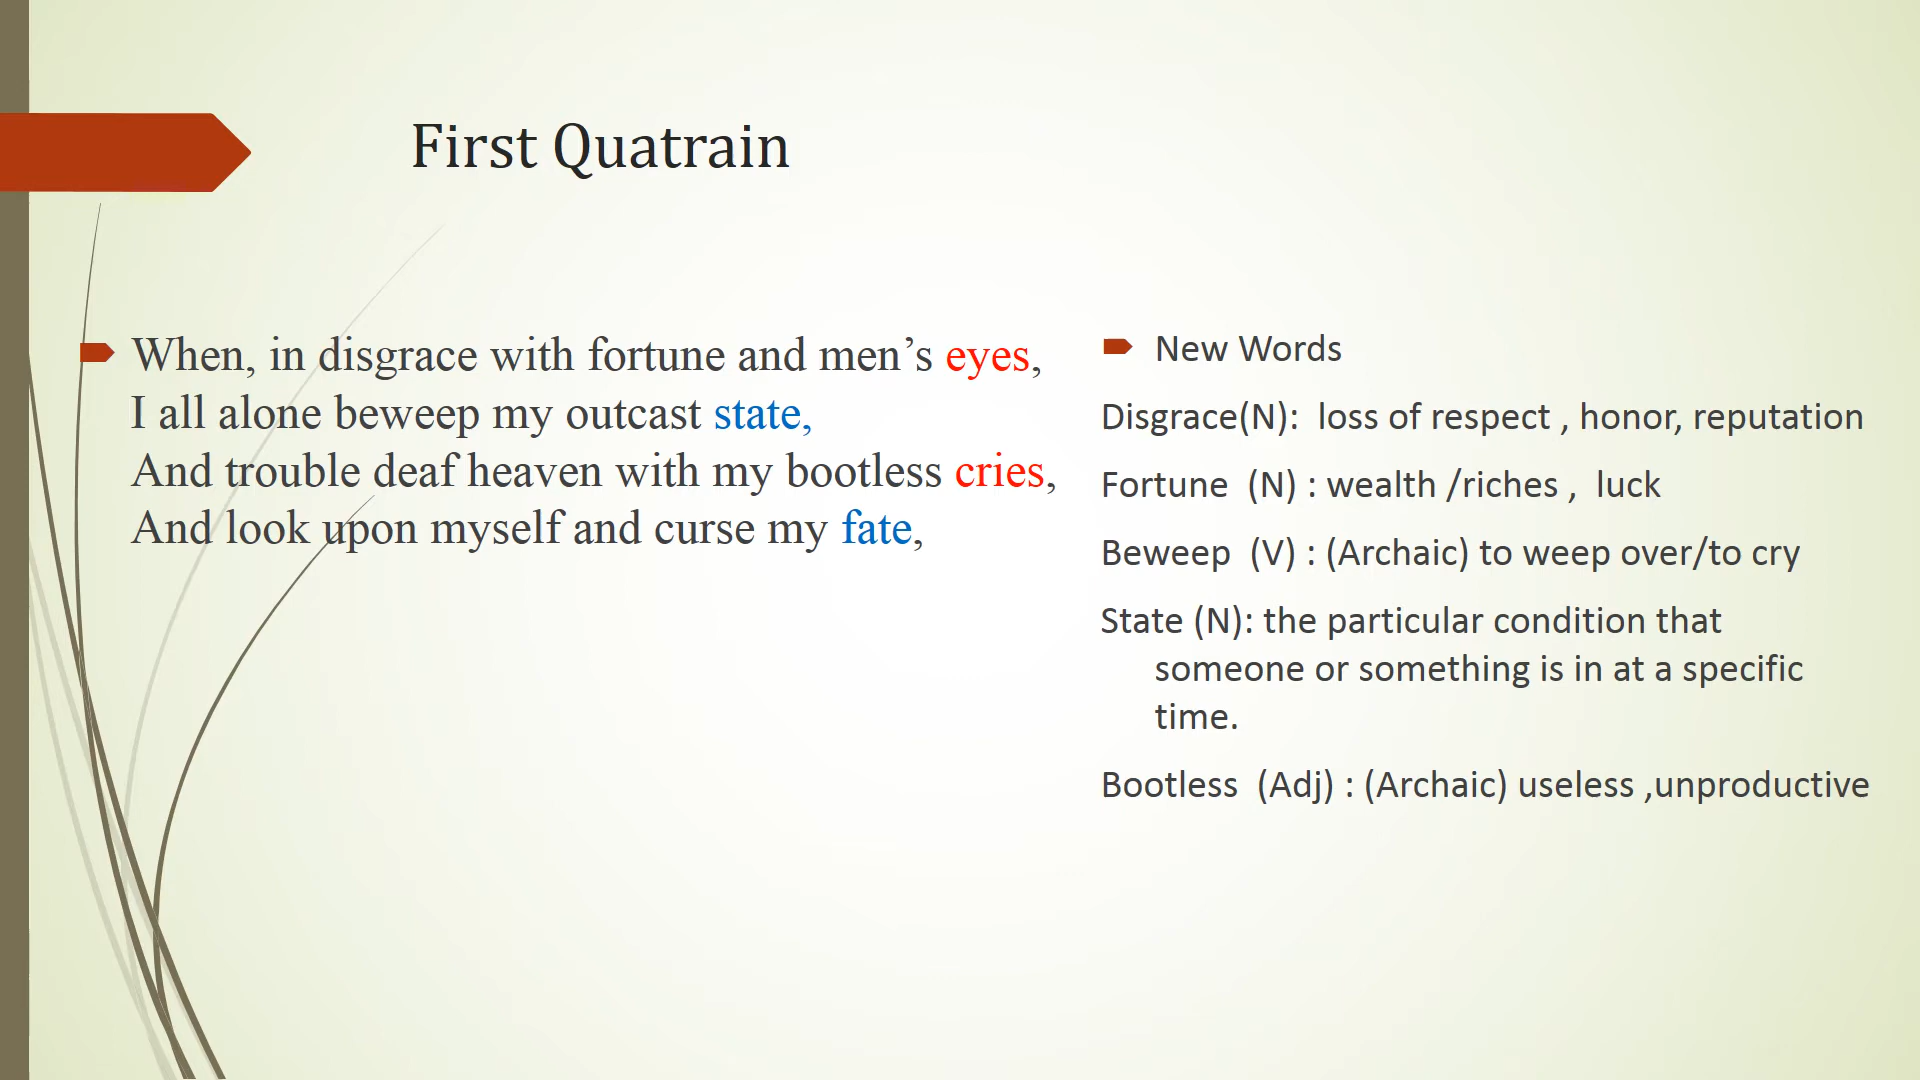 First Quatrain
When, in disgrace with fortune and men’s eyes,
I all alone beweep my outcast state,
And trouble deaf heaven with my bootless cries,
And look upon myself and curse my fate,
New Words
Disgrace(N): loss of respect , honor, reputation
Fortune (N) : wealth /riches , luck
Beweep (V) : (Archaic) to weep over/to cry
State (N): the particular condition that
someone or something is in at a specific
time.
Bootless (Adj) : (Archaic) useless ,unproductive